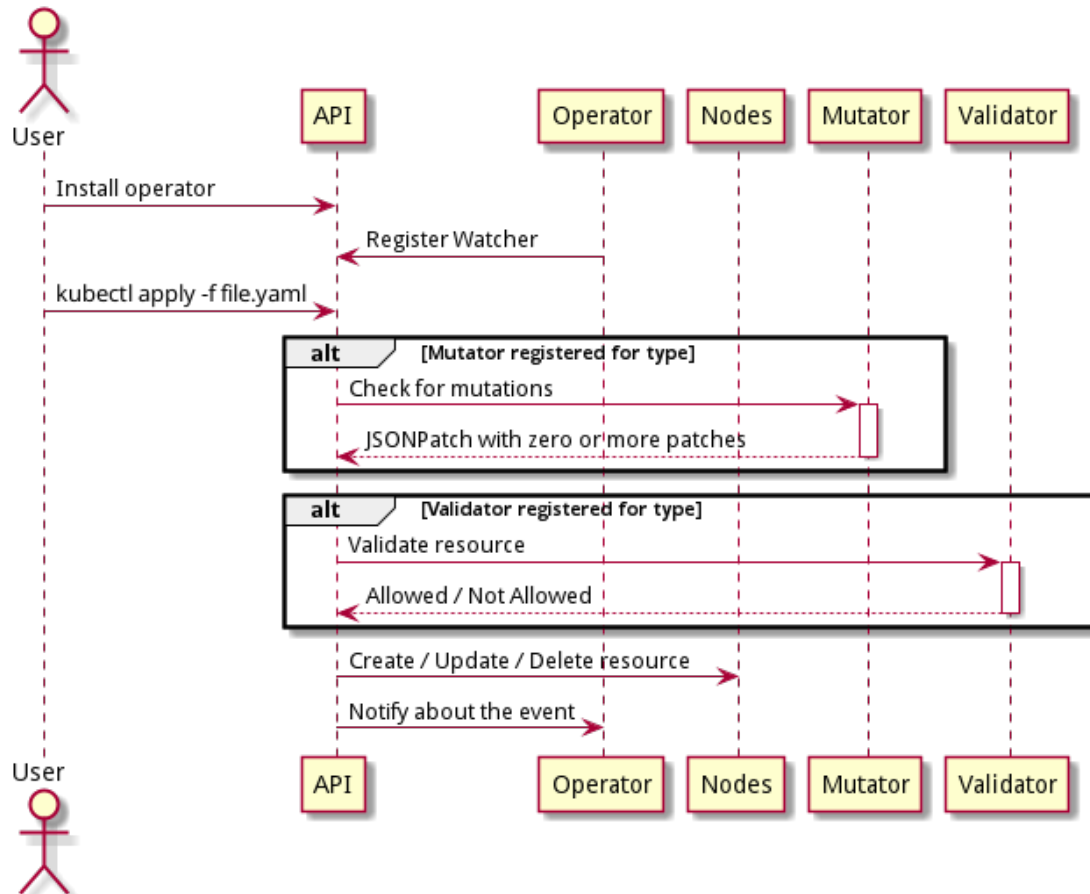 User
API
Operator
Nodes
Mutator
Validator
Install operator
Register Watcher
kubectl apply -f file.yaml
alt
[Mutator registered for type]
Check for mutations
JSONPatch with zero or more patches
alt
[Validator registered for type]
Validate resource
Allowed / Not Allowed
Create / Update / Delete resource
Notify about the event
User
API
Operator
Nodes
Mutator
Validator